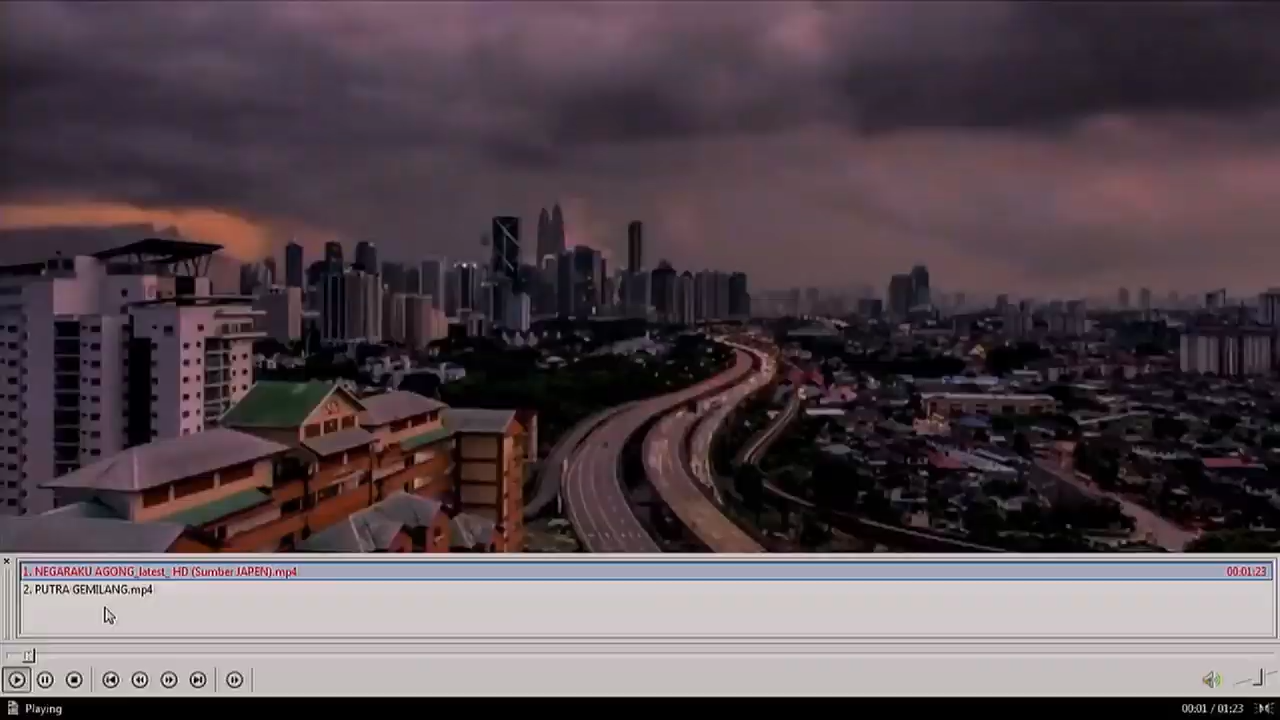 1. NEGARAKU AGONG_latest_ HD (Sumber JAPEN).mp4 00:01:23
2. PUTRA GEMILANG.mp4
Playing 00:01 / 01:23